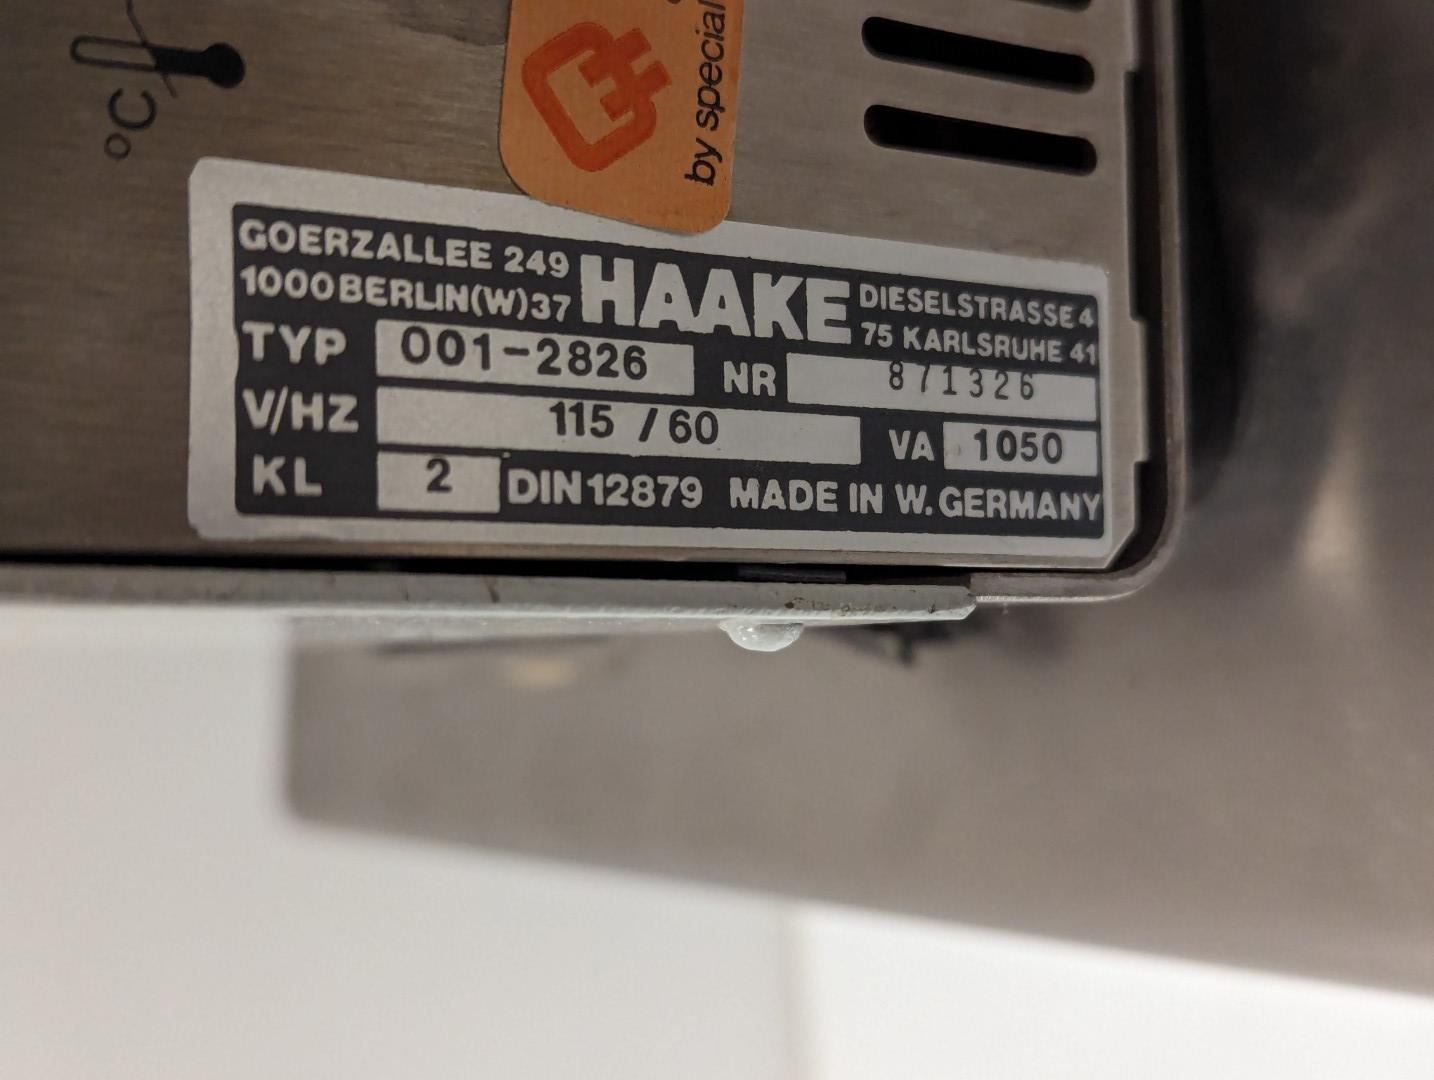 °C
by special
GOERZALLEE 249
1000 BERLIN(W)37
HAAKE
DIESELSTRASSE 4
75 KARLSRUHE 41
TYP 001-2826 NR 871326
V/HZ 115 / 60 VA 1050
KL 2 DIN 12879 MADE IN W. GERMANY